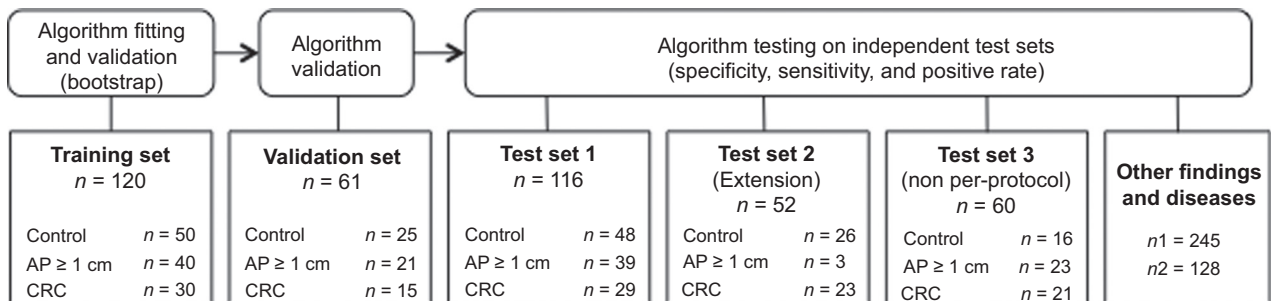 Algorithm fitting
and validation
(bootstrap)
Algorithm
validation
Algorithm testing on independent test sets
(specificity, sensitivity, and positive rate)
Training set
n = 120
Control n = 50
AP ≥ 1 cm n = 40
CRC n = 30
Validation set
n = 61
Control n = 25
AP ≥ 1 cm n = 21
CRC n = 15
Test set 1
n = 116
Control n = 48
AP ≥ 1 cm n = 39
CRC n = 29
Test set 2
(Extension)
n = 52
Control n = 26
AP ≥ 1 cm n = 3
CRC n = 23
Test set 3
(non per-protocol)
n = 60
Control n = 16
AP ≥ 1 cm n = 23
CRC n = 21
Other findings
and diseases
n1 = 245
n2 = 128